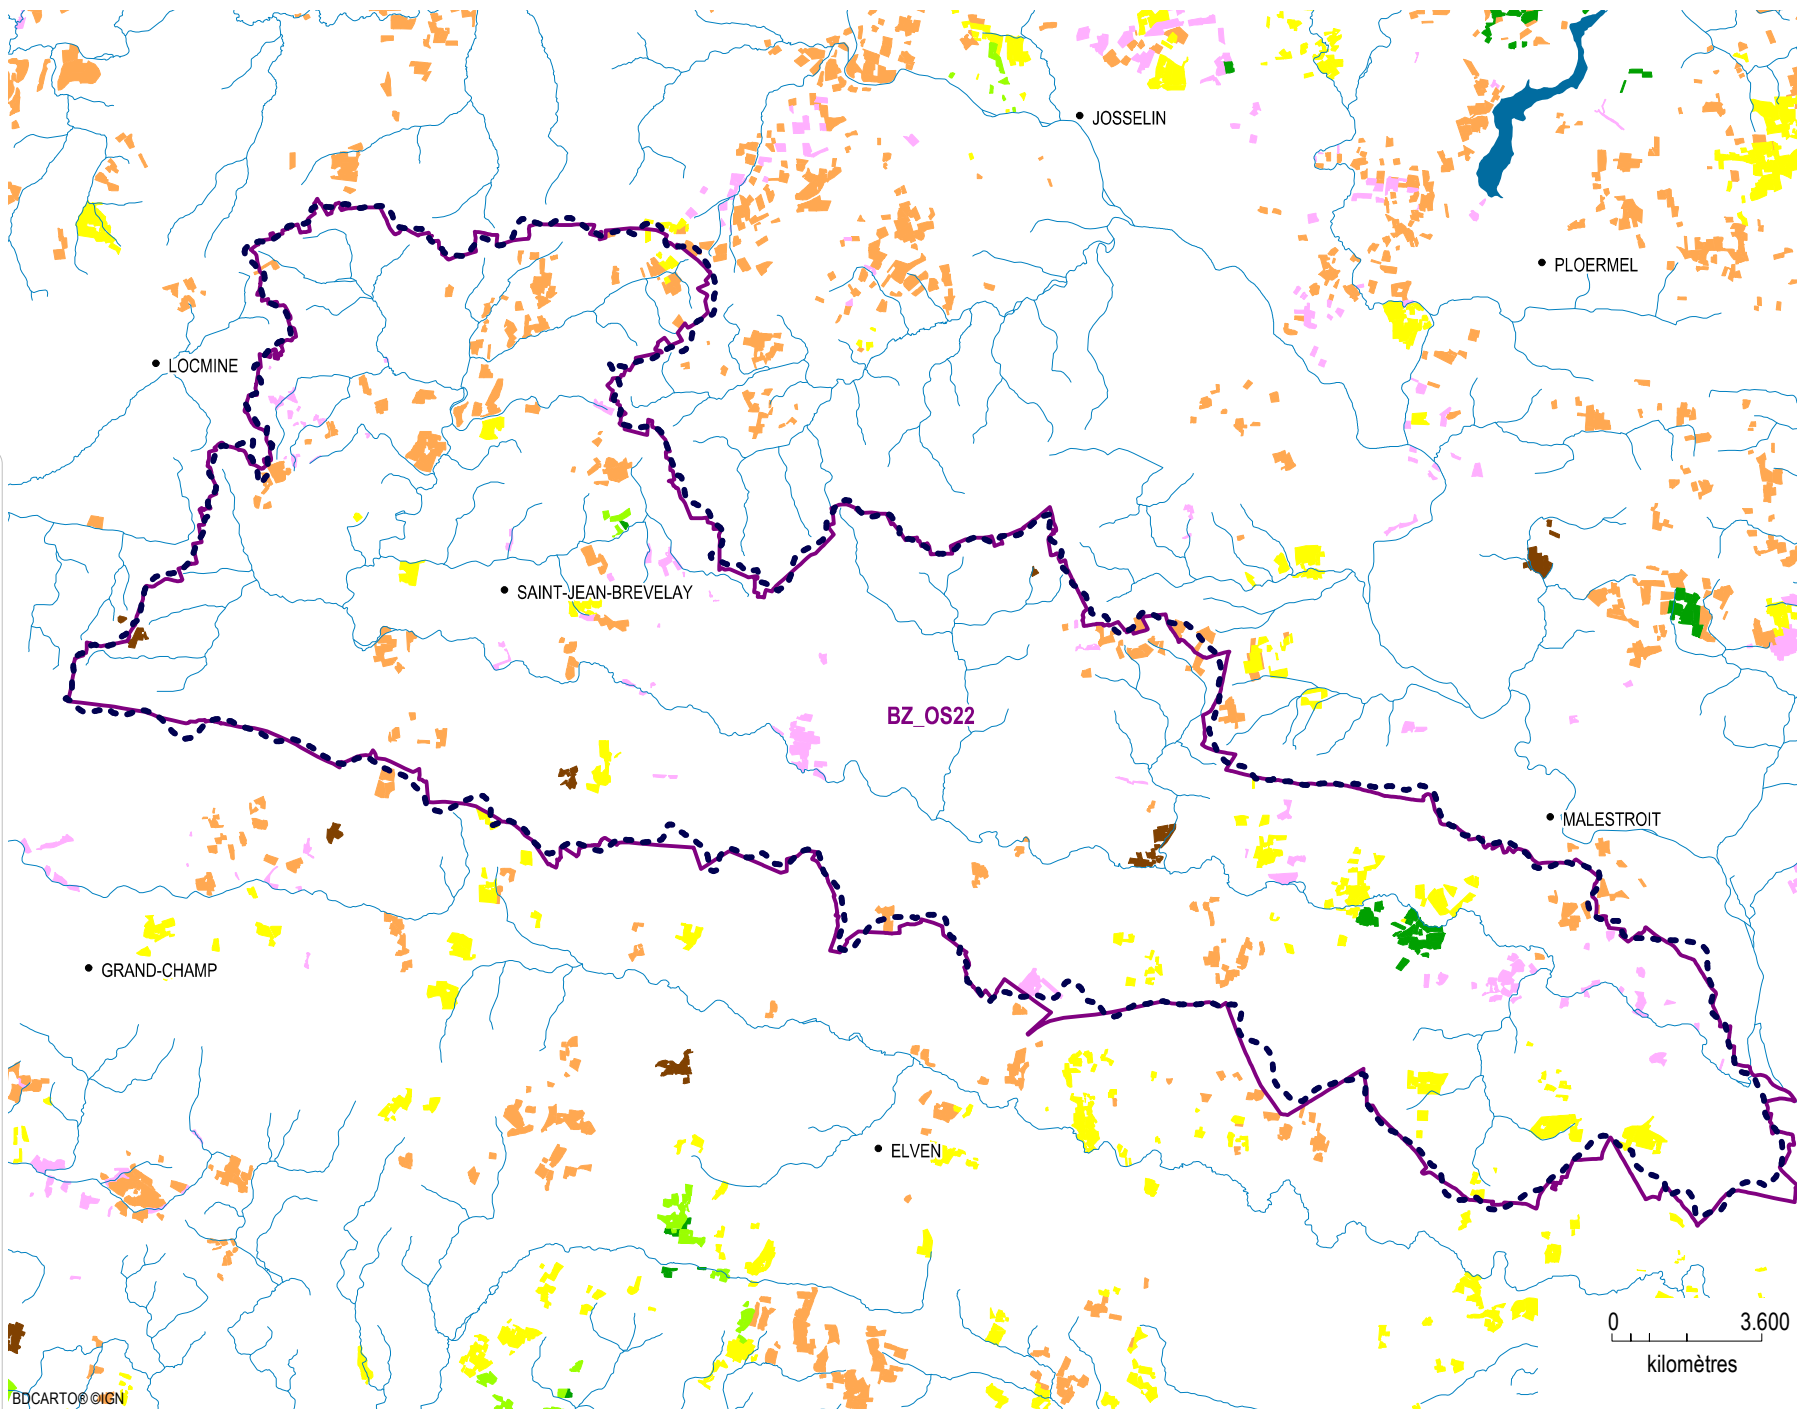 JOSSELIN
PLOERMEL
LOCMINE
SAINT-JEAN-BREVELAY
BZ_OS22
MALESTROIT
GRAND-CHAMP
ELVEN
0 3.600
kilomètres
BDCARTO® ©IGN